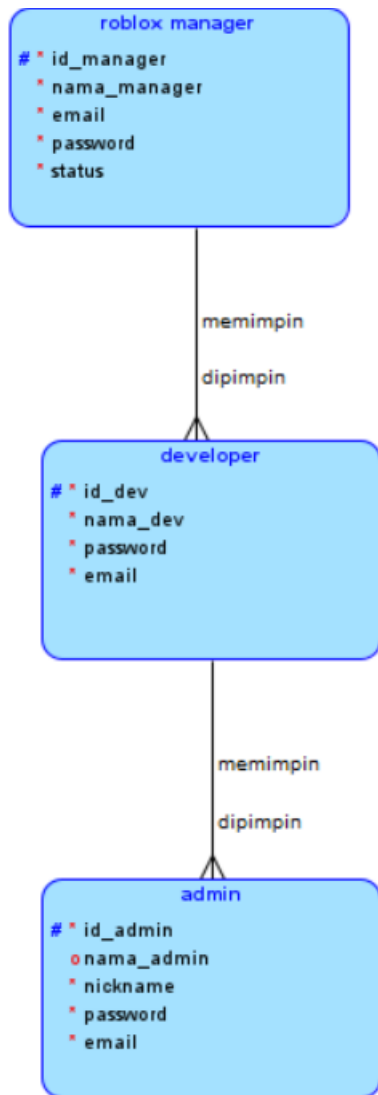 roblox manager
# * id_manager
* nama_manager
* email
* password
* status
memimpin
dipimpin
developer
# * id_dev
* nama_dev
* password
* email
memimpin
dipimpin
admin
# * id_admin
o nama_admin
* nickname
* password
* email